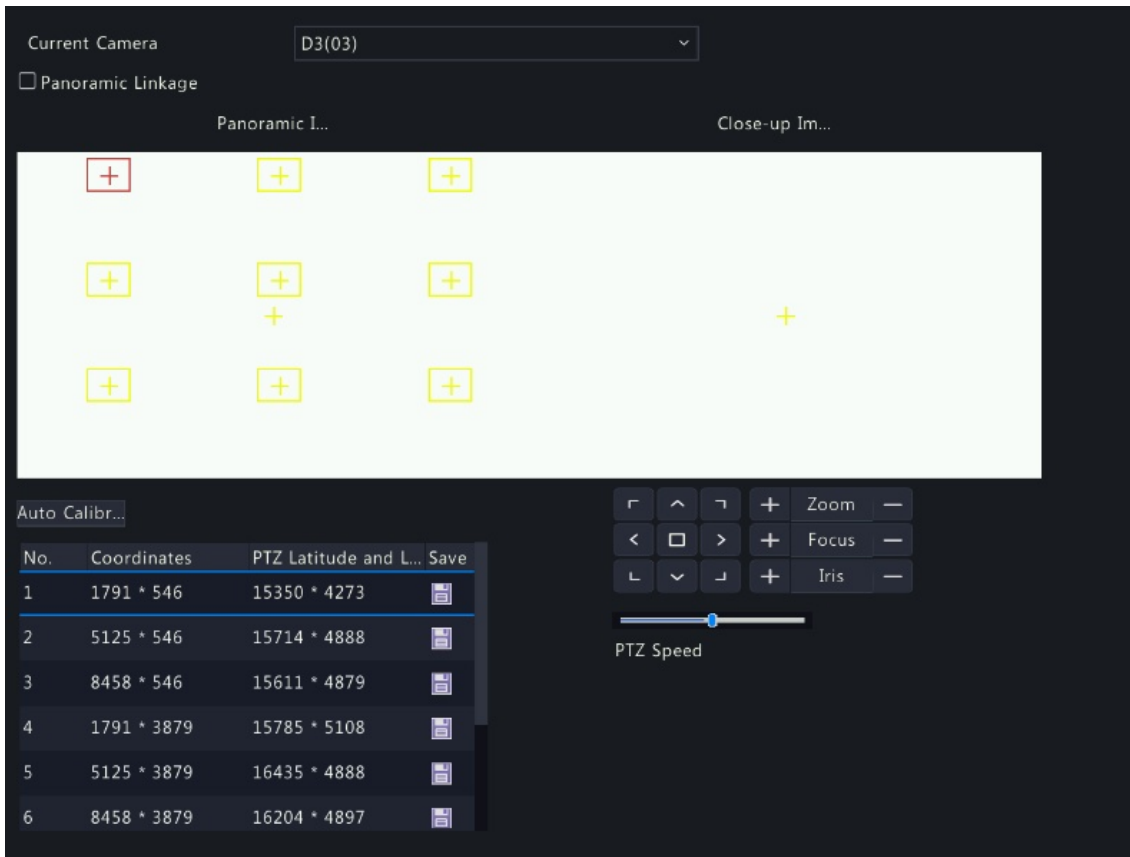 Current Camera D3(03)
Panoramic Linkage
Panoramic I... Close-up Im...
Auto Calibr...
Zoom
Focus
Iris
PTZ Speed
No. Coordinates PTZ Latitude and L... Save
1 1791 * 546 15350 * 4273
2 5125 * 546 15714 * 4888
3 8458 * 546 15611 * 4879
4 1791 * 3879 15785 * 5108
5 5125 * 3879 16435 * 4888
6 8458 * 3879 16204 * 4897